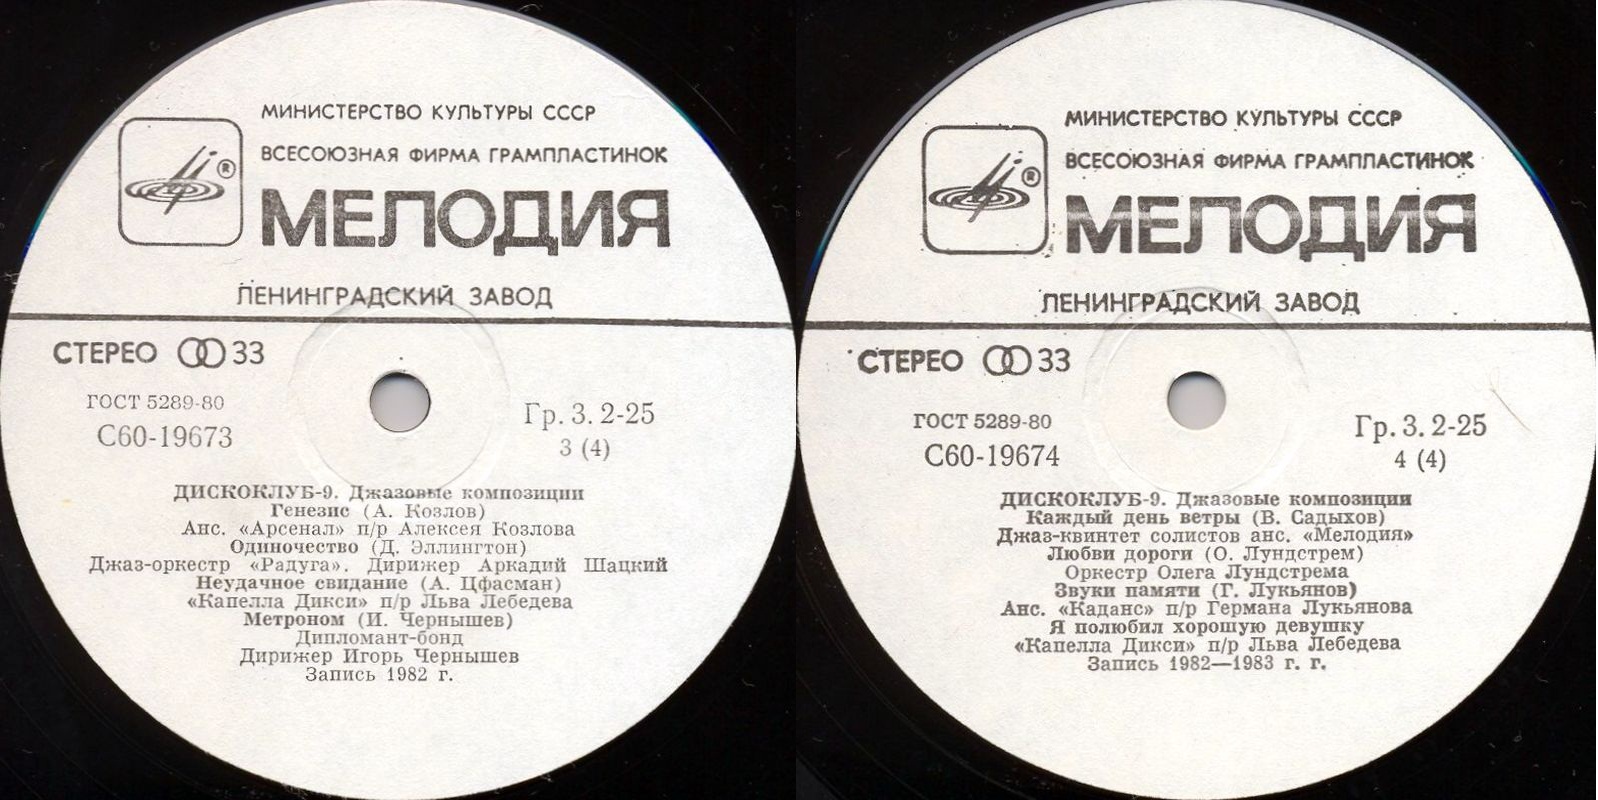 МИНИСТЕРСТВО КУЛЬТУРЫ СССР
ВСЕСОЮЗНАЯ ФИРМА ГРАМПЛАСТИНОК
®
МЕЛОДИЯ
ЛЕНИНГРАДСКИЙ ЗАВОД
СТЕРЕО 33
ГОСТ 5289-80
С60-19673
Гр. 3. 2-25
3 (4)
ДИСКОКЛУБ-9. Джазовые композиции
Генезис (А. Козлов)
Анс. «Арсенал» п/р Алексея Козлова
Одиночество (Д. Эллингтон)
Джаз-оркестр «Радуга». Дирижер Аркадий Шацкий
Неудачное свидание (А. Цфасман)
«Капелла Дикси» п/р Льва Лебедева
Метроном (И. Чернышев)
Дипломант-бонд
Дирижер Игорь Чернышев
Запись 1982 г.
МИНИСТЕРСТВО КУЛЬТУРЫ СССР
ВСЕСОЮЗНАЯ ФИРМА ГРАМПЛАСТИНОК
®
МЕЛОДИЯ
ЛЕНИНГРАДСКИЙ ЗАВОД
СТЕРЕО 33
ГОСТ 5289-80
С60-19674
Гр. 3. 2-25
4 (4)
ДИСКОКЛУБ-9. Джазовые композиции
Каждый день ветры (В. Садыхов)
Джаз-квинтет солистов анс. «Мелодия»
Любви дороги (О. Лундстрем)
Оркестр Олега Лундстрема
Звуки памяти (Г. Лукьянов)
Анс. «Каданс» п/р Германа Лукьянова
Я полюбил хорошую девушку
«Капелла Дикси» п/р Льва Лебедева
Запись 1982—1983 г. г.